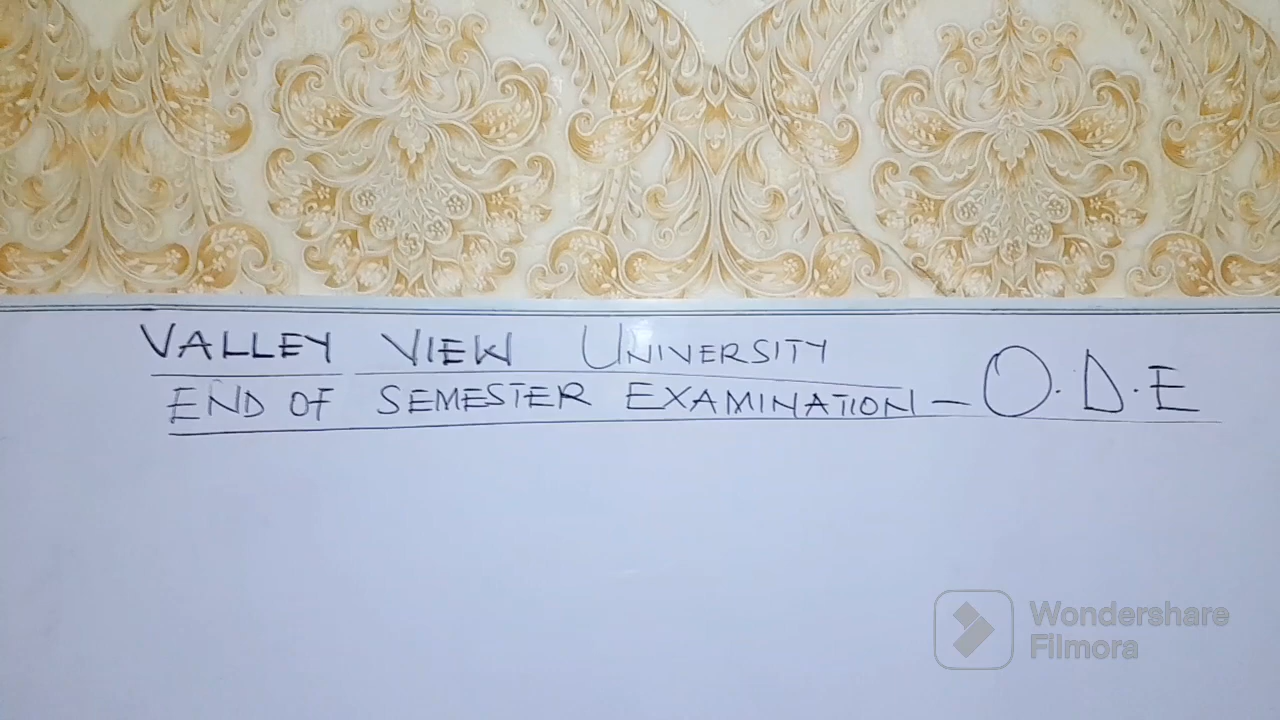 VALLEY VIEW UNIVERSITY
END OF SEMESTER EXAMINATION - O.D.E
Wondershare
Filmora